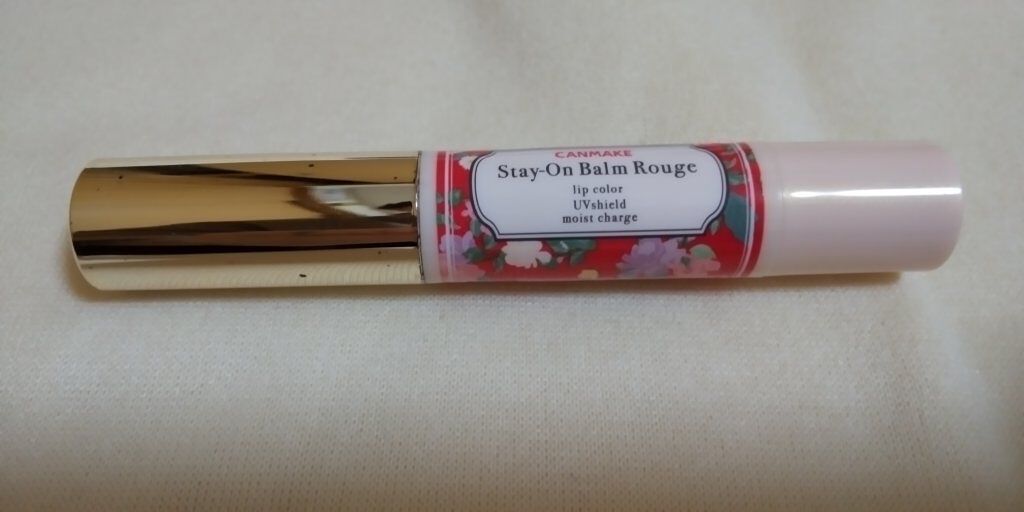 CANMAKE
Stay-On Balm Rouge
lip color
UVshield
moist charge